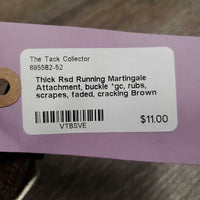 The Tack Collector
895582-52
Thick Rsd Running Martingale
Attachment, buckle *gc, rubs,
scrapes, faded, cracking Brown
VTBSVE
$11.00